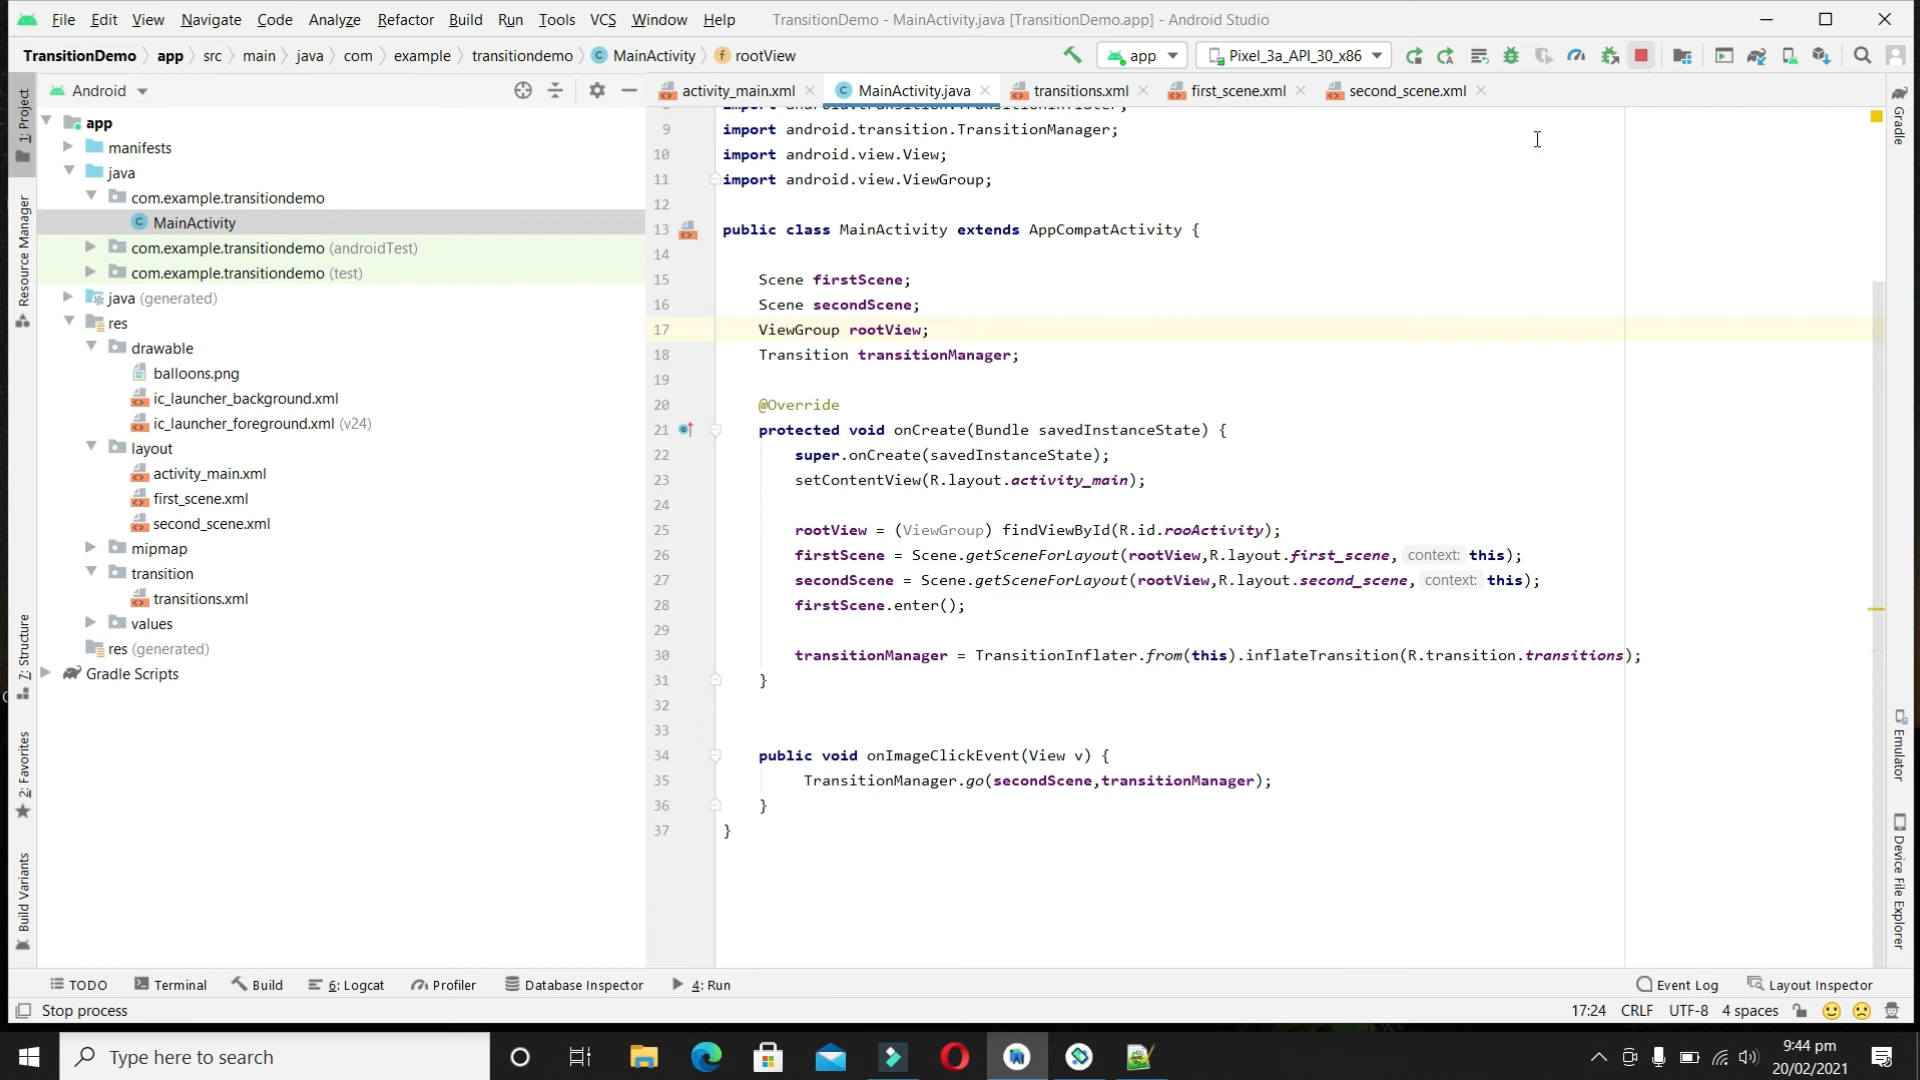 File Edit View Navigate Code Analyze Refactor Build Run Tools VCS Window Help TransitionDemo - MainActivity.java [TransitionDemo.app] - Android Studio
TransitionDemo app src main java com example transitiondemo MainActivity rootView app Pixel_3a_API_30_x86
Android activity_main.xml MainActivity.java transitions.xml first_scene.xml second_scene.xml
1: Project
Resource Manager
7: Structure
2: Favorites
Build Variants
app
manifests
java
com.example.transitiondemo
MainActivity
com.example.transitiondemo (androidTest)
com.example.transitiondemo (test)
java (generated)
res
drawable
balloons.png
ic_launcher_background.xml
ic_launcher_foreground.xml (v24)
layout
activity_main.xml
first_scene.xml
second_scene.xml
mipmap
transition
transitions.xml
values
res (generated)
Gradle Scripts
import android.transition.TransitionInflater;
9 import android.transition.TransitionManager;
10 import android.view.View;
11 import android.view.ViewGroup;
12
13 public class MainActivity extends AppCompatActivity {
14
15 Scene firstScene;
16 Scene secondScene;
17 ViewGroup rootView;
18 Transition transitionManager;
19
20 @Override
21 protected void onCreate(Bundle savedInstanceState) {
22 super.onCreate(savedInstanceState);
23 setContentView(R.layout.activity_main);
24
25 rootView = (ViewGroup) findViewById(R.id.rooActivity);
26 firstScene = Scene.getSceneForLayout(rootView,R.layout.first_scene, context: this);
27 secondScene = Scene.getSceneForLayout(rootView,R.layout.second_scene, context: this);
28 firstScene.enter();
29
30 transitionManager = TransitionInflater.from(this).inflateTransition(R.transition.transitions);
31 }
32
33
34 public void onImageClickEvent(View v) {
35 TransitionManager.go(secondScene,transitionManager);
36 }
37 }
Gradle
Emulator
Device File Explorer
TODO Terminal Build 6: Logcat Profiler Database Inspector 4: Run Event Log Layout Inspector
Stop process 17:24 CRLF UTF-8 4 spaces
Type here to search 9:44 pm
20/02/2021